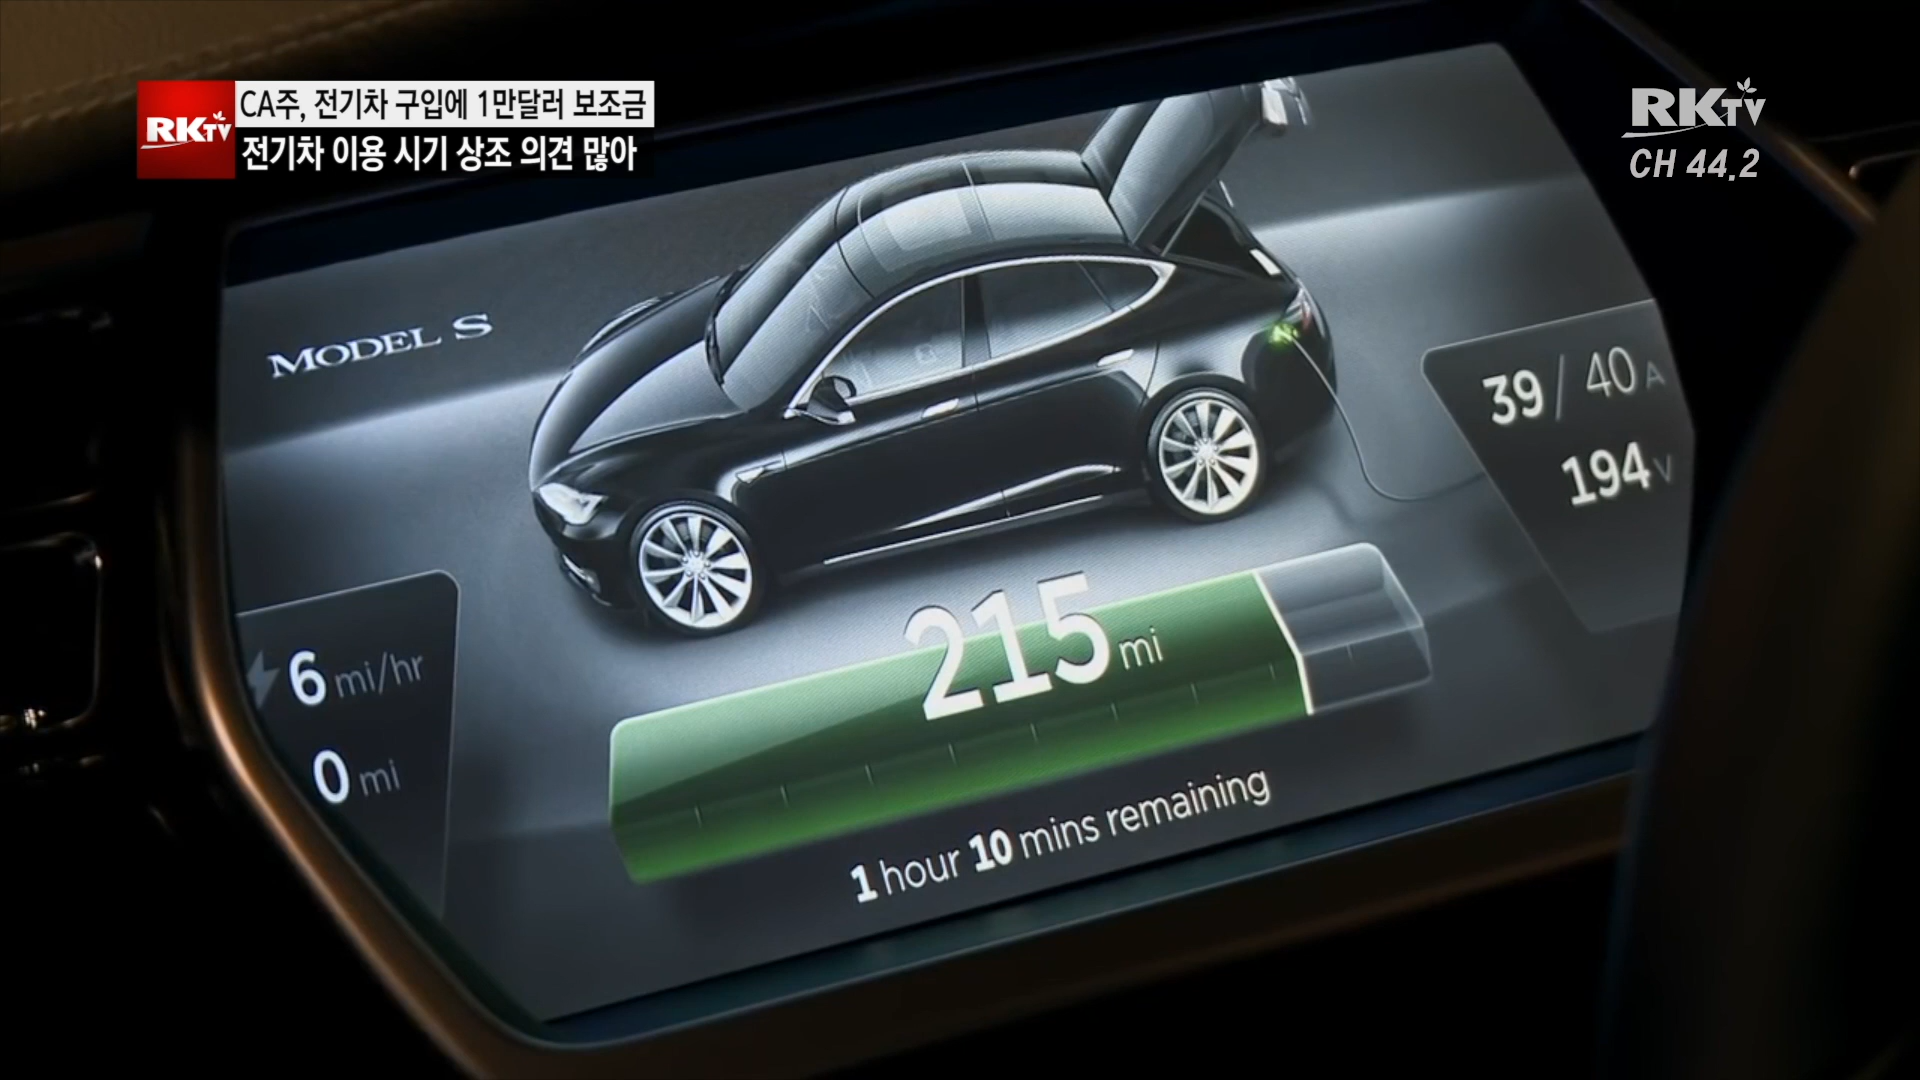 RKTV
CA주, 전기차 구입에 1만달러 보조금
전기차 이용 시기 상조 의견 많아
RKTV
CH 44.2
MODEL S
39 / 40 A
194 V
6 mi/hr
0 mi
215 mi
1 hour 10 mins remaining